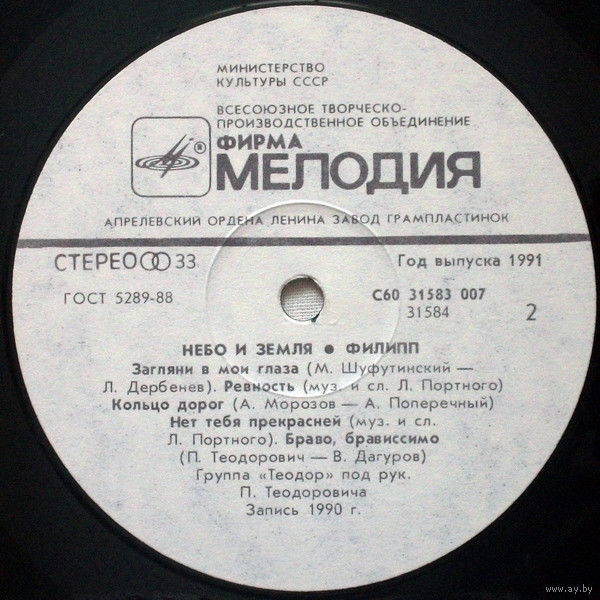 МИНИСТЕРСТВО
КУЛЬТУРЫ СССР
ВСЕСОЮЗНОЕ ТВОРЧЕСКО-
ПРОИЗВОДСТВЕННОЕ ОБЪЕДИНЕНИЕ
®
ФИРМА
МЕЛОДИЯ
АПРЕЛЕВСКИЙ ОРДЕНА ЛЕНИНА ЗАВОД ГРАМПЛАСТИНОК
СТЕРЕО 33
Год выпуска 1991
ГОСТ 5289-88
С60 31583 007
31584
2
НЕБО И ЗЕМЛЯ ● ФИЛИПП
Загляни в мои глаза (М. Шуфутинский —
Л. Дербенев). Ревность (муз. и сл. Л. Портного)
Кольцо дорог (А. Морозов — А. Поперечный)
Нет тебя прекрасней (муз. и сл.
Л. Портного). Браво, брависсимо
(П. Теодорович — В. Дагуров)
Группа «Теодор» под рук.
П. Теодоровича
Запись 1990 г.
www.ay.by